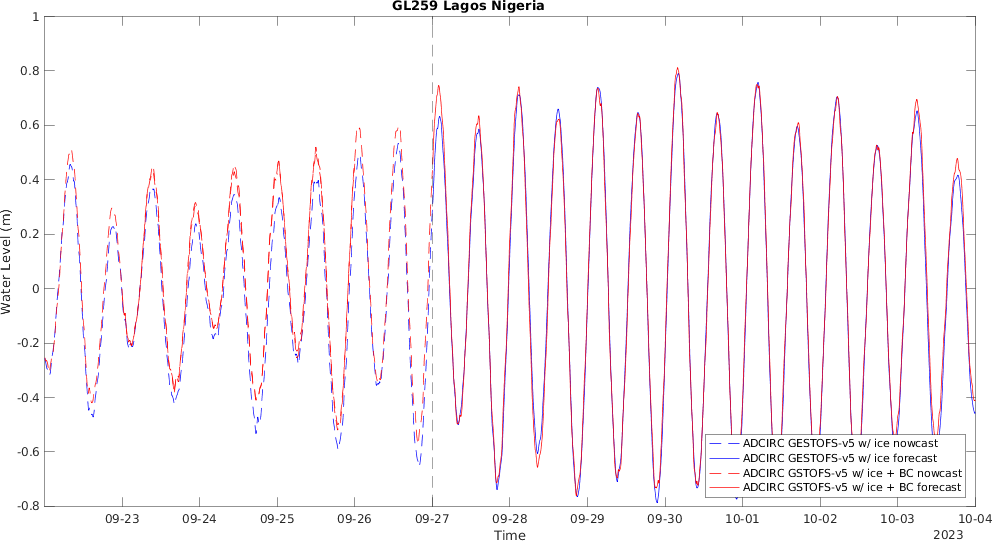 GL259 Lagos Nigeria
Water Level (m)
1
0.8
0.6
0.4
0.2
0
-0.2
-0.4
-0.6
-0.8
ADCIRC GESTOFS-v5 w/ ice nowcast
ADCIRC GESTOFS-v5 w/ ice forecast
ADCIRC GSTOFS-v5 w/ ice + BC nowcast
ADCIRC GSTOFS-v5 w/ ice + BC forecast
09-23 09-24 09-25 09-26 09-27 09-28 09-29 09-30 10-01 10-02 10-03 10-04
Time
2023